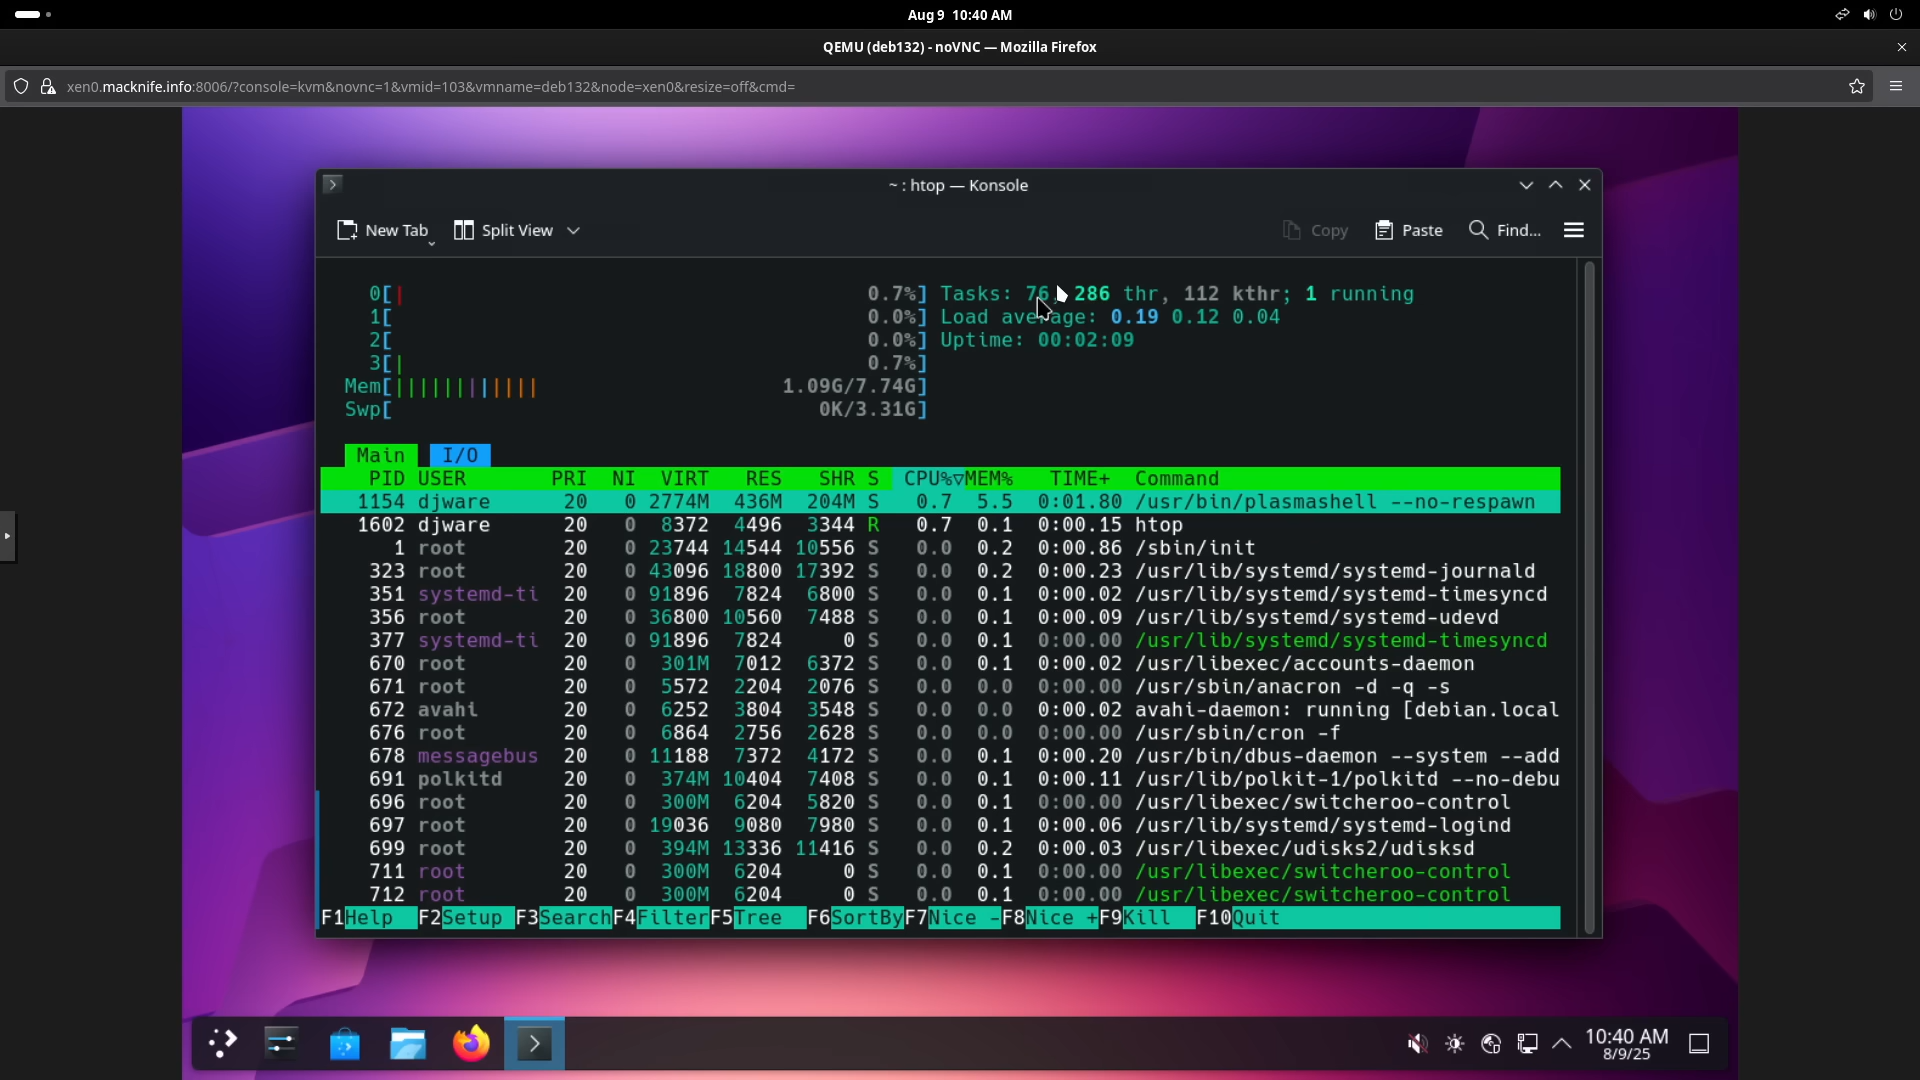 Aug 9 10:40 AM
QEMU (deb132) - noVNC — Mozilla Firefox
xen0.macknife.info:8006/?console=kvm&novnc=1&vmid=103&vmname=deb132&node=xen0&resize=off&cmd=
~ : htop — Konsole
New Tab Split View Copy Paste Find...
0[| 0.7%] Tasks: 76, 286 thr, 112 kthr; 1 running
1[ 0.0%] Load average: 0.19 0.12 0.04
2[ 0.0%] Uptime: 00:02:09
3[| 0.7%]
Mem[|||||||||||| 1.09G/7.74G]
Swp[ 0K/3.31G]
Main I/O
PID USER PRI NI VIRT RES SHR S CPU%▽MEM% TIME+ Command
1154 djware 20 0 2774M 436M 204M S 0.7 5.5 0:01.80 /usr/bin/plasmashell --no-respawn
1602 djware 20 0 8372 4496 3344 R 0.7 0.1 0:00.15 htop
1 root 20 0 23744 14544 10556 S 0.0 0.2 0:00.86 /sbin/init
323 root 20 0 43096 18800 17392 S 0.0 0.2 0:00.23 /usr/lib/systemd/systemd-journald
351 systemd-ti 20 0 91896 7824 6800 S 0.0 0.1 0:00.02 /usr/lib/systemd/systemd-timesyncd
356 root 20 0 36800 10560 7488 S 0.0 0.1 0:00.09 /usr/lib/systemd/systemd-udevd
377 systemd-ti 20 0 91896 7824 0 S 0.0 0.1 0:00.00 /usr/lib/systemd/systemd-timesyncd
670 root 20 0 301M 7012 6372 S 0.0 0.1 0:00.02 /usr/libexec/accounts-daemon
671 root 20 0 5572 2204 2076 S 0.0 0.0 0:00.00 /usr/sbin/anacron -d -q -s
672 avahi 20 0 6252 3804 3548 S 0.0 0.0 0:00.02 avahi-daemon: running [debian.local
676 root 20 0 6864 2756 2628 S 0.0 0.0 0:00.00 /usr/sbin/cron -f
678 messagebus 20 0 11188 7372 4172 S 0.0 0.1 0:00.20 /usr/bin/dbus-daemon --system --add
691 polkitd 20 0 374M 10404 7408 S 0.0 0.1 0:00.11 /usr/lib/polkit-1/polkitd --no-debu
696 root 20 0 300M 6204 5820 S 0.0 0.1 0:00.00 /usr/libexec/switcheroo-control
697 root 20 0 19036 9080 7980 S 0.0 0.1 0:00.06 /usr/lib/systemd/systemd-logind
699 root 20 0 394M 13336 11416 S 0.0 0.2 0:00.03 /usr/libexec/udisks2/udisksd
711 root 20 0 300M 6204 0 S 0.0 0.1 0:00.00 /usr/libexec/switcheroo-control
712 root 20 0 300M 6204 0 S 0.0 0.1 0:00.00 /usr/libexec/switcheroo-control
F1Help F2Setup F3SearchF4FilterF5Tree F6SortByF7Nice -F8Nice +F9Kill F10Quit
10:40 AM
8/9/25